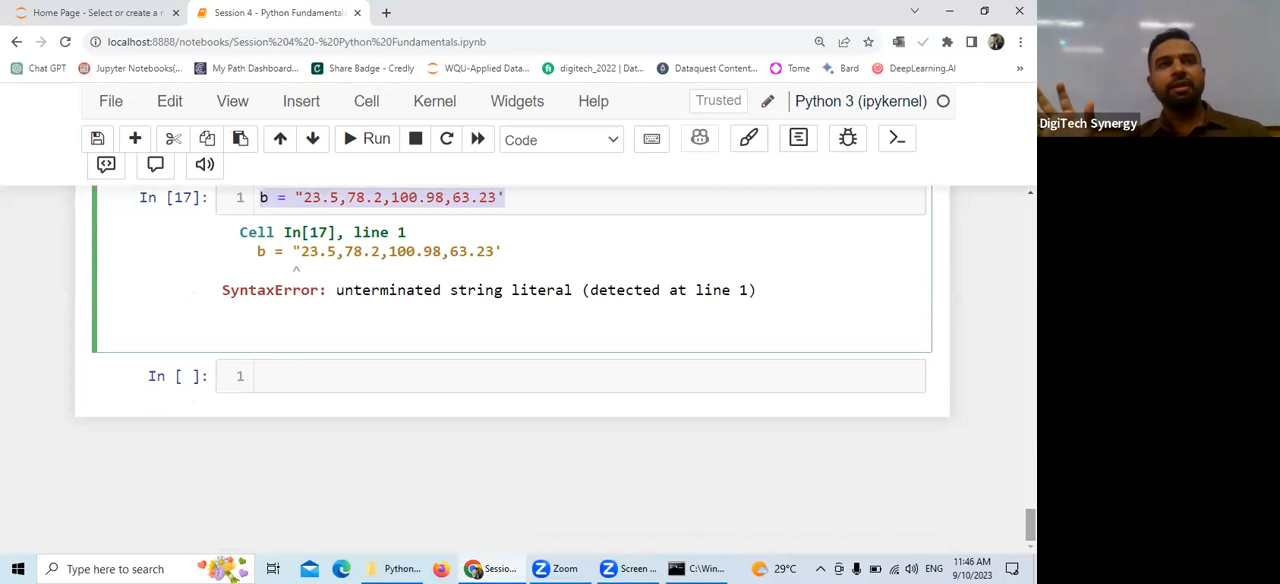 Home Page - Select or create a n
Session 4 - Python Fundamentals
localhost:8888/notebooks/Session%204%20-%20Python%20Fundamentals.ipynb
Chat GPT
Jupyter Notebooks(...
My Path Dashboard...
Share Badge - Credly
WQU-Applied Data...
digitech_2022 | Dat...
Dataquest Content...
Tome
Bard
DeepLearning.AI
»
File
Edit
View
Insert
Cell
Kernel
Widgets
Help
Trusted
Python 3 (ipykernel)
Run
Code
In [17]:
1
b = "23.5,78.2,100.98,63.23'
Cell In[17], line 1
b = "23.5,78.2,100.98,63.23'
^
SyntaxError: unterminated string literal (detected at line 1)
In [ ]:
1
DigiTech Synergy
Type here to search
Python...
Sessio...
Zoom
Screen ...
C:\Win...
29°C
ENG
11:46 AM
9/10/2023